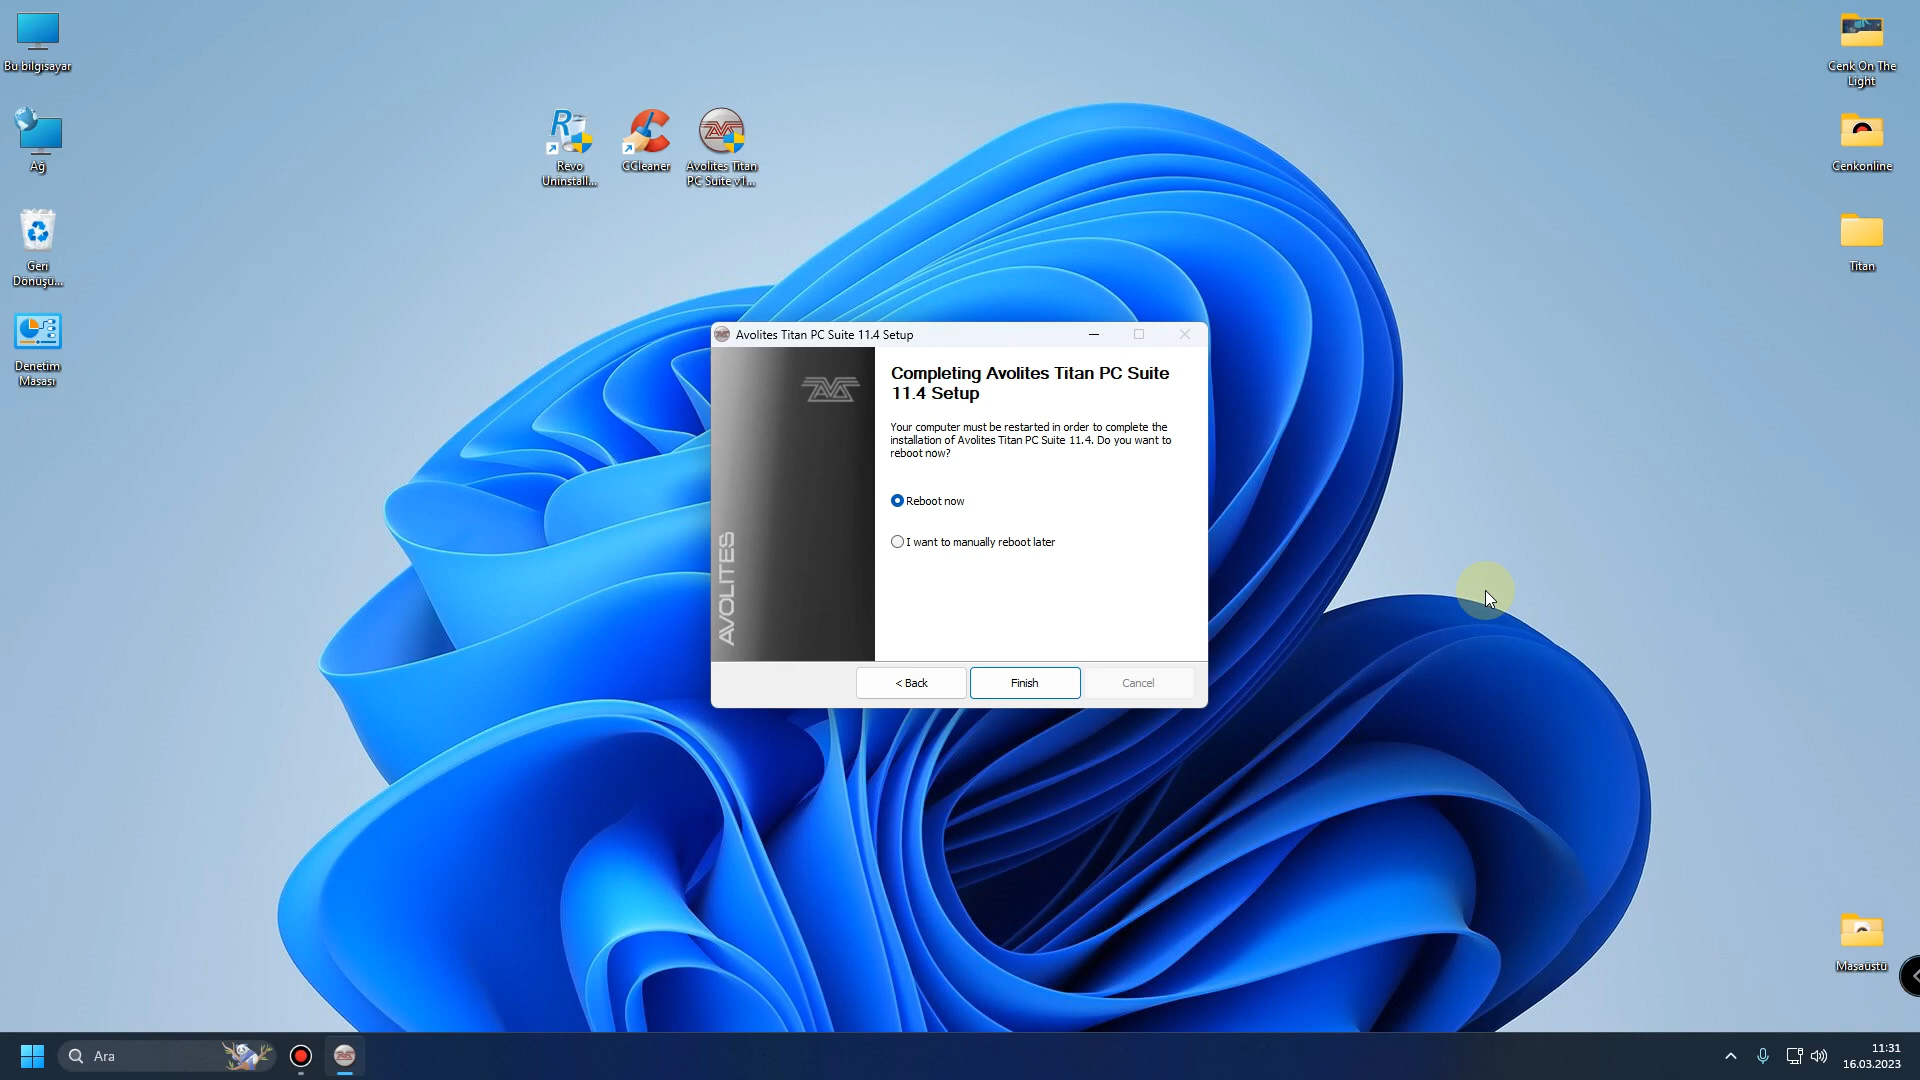 Bu bilgisayar
Ağ
Geri
Dönüşü...
Denetim
Masası
Revo
Uninstall...
CCleaner
Avolites Titan
PC Suite v1...
Cenk On The
Light
Cenkonline
Titan
Masaüstü
Avolites Titan PC Suite 11.4 Setup
AVOLITES
Completing Avolites Titan PC Suite
11.4 Setup
Your computer must be restarted in order to complete the
installation of Avolites Titan PC Suite 11.4. Do you want to
reboot now?
Reboot now
I want to manually reboot later
< Back
Finish
Cancel
Ara
11:31
16.03.2023